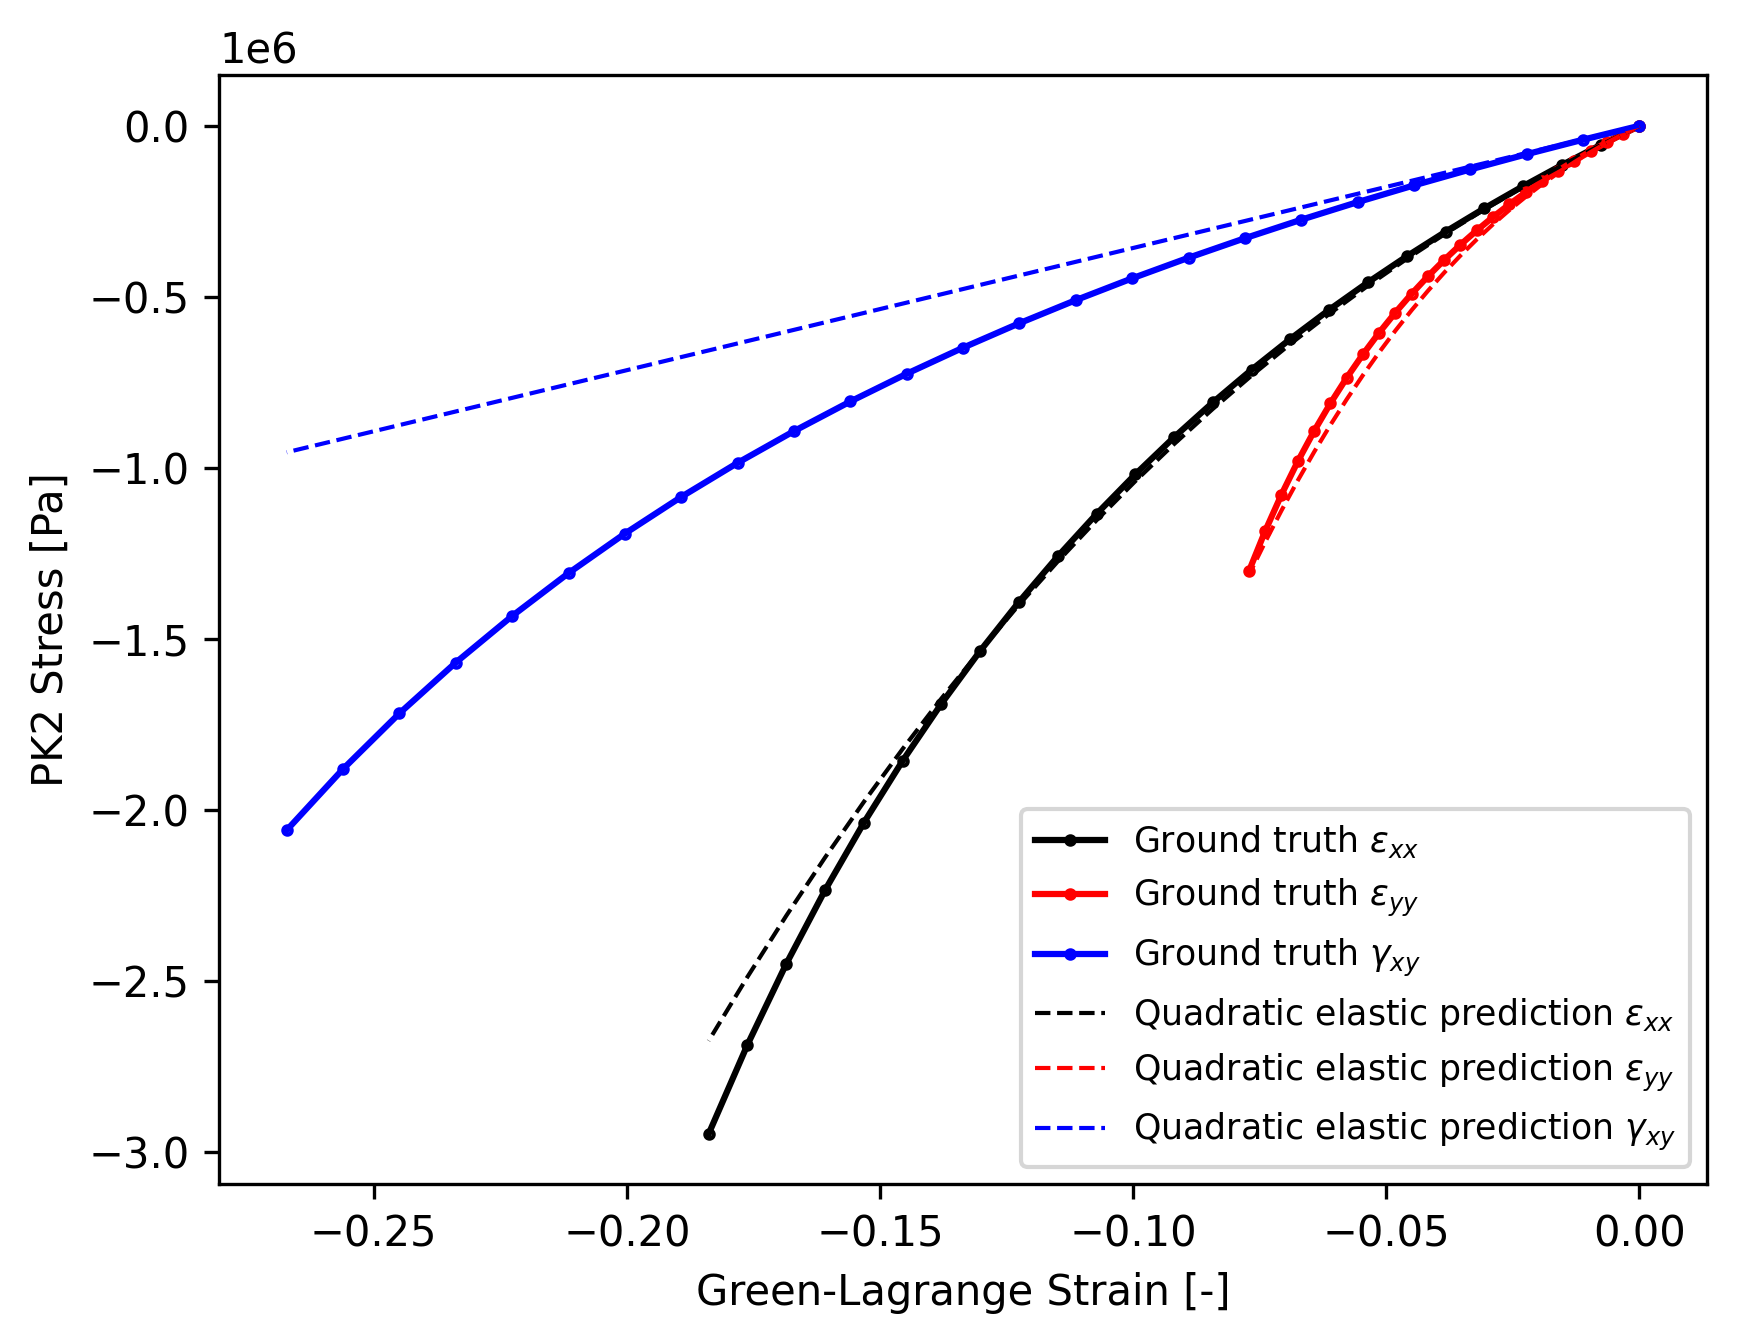 1e6
0.0
−0.5
−1.0
−1.5
−2.0
−2.5
−3.0
PK2 Stress [Pa]
−0.25
−0.20
−0.15
−0.10
−0.05
0.00
Green-Lagrange Strain [-]
Ground truth εxx
Ground truth εyy
Ground truth γxy
Quadratic elastic prediction εxx
Quadratic elastic prediction εyy
Quadratic elastic prediction γxy